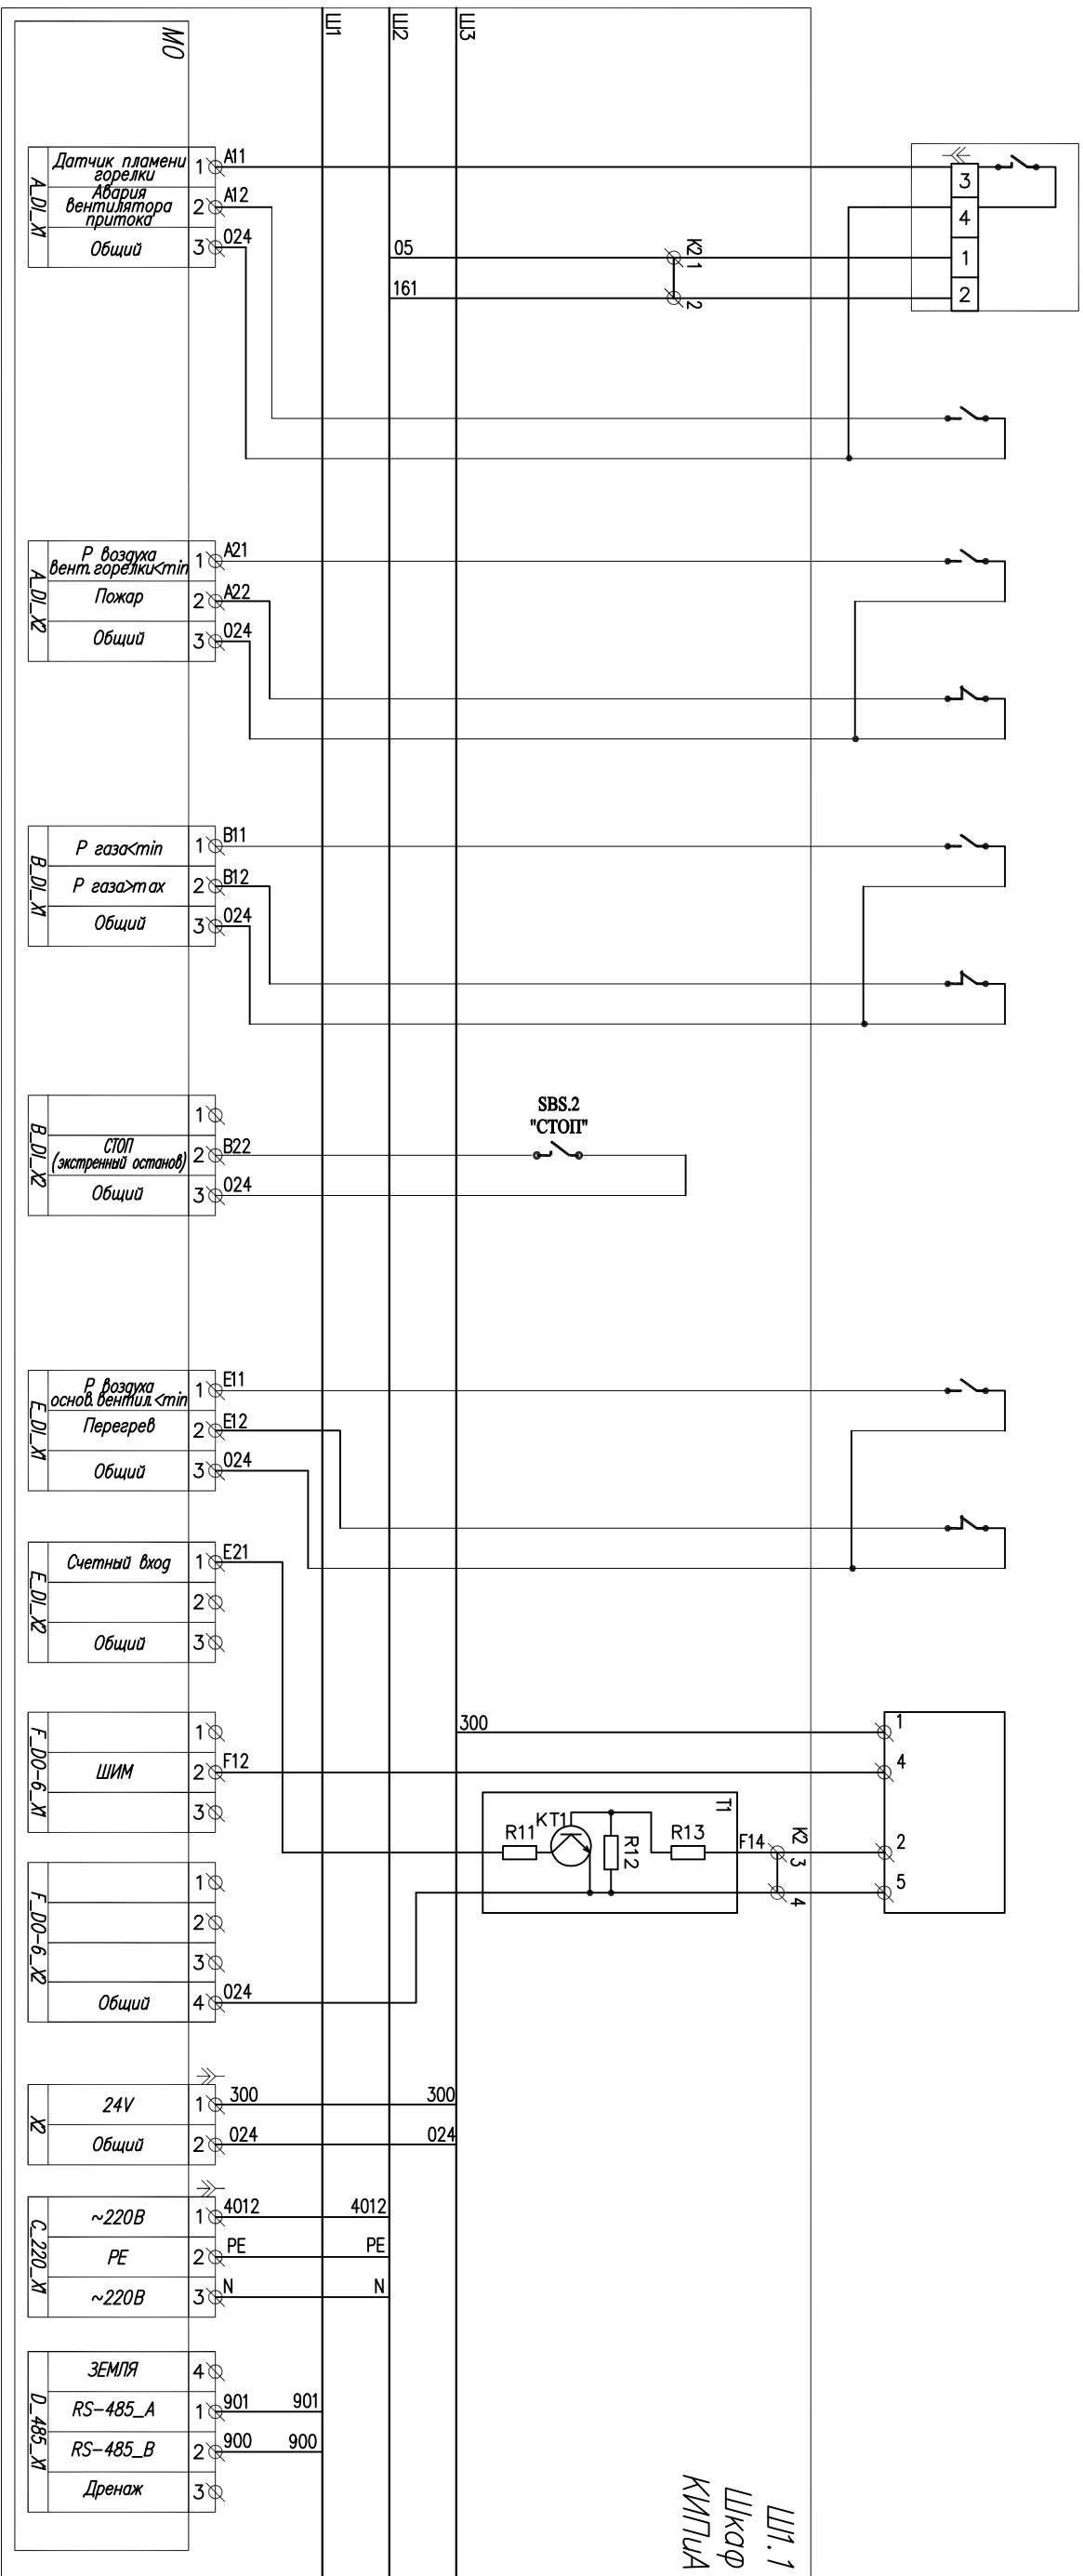 МО
Ш1
Ш2
Ш3
A_DI_X1
Датчик пламени
горелки
1
A11
Авария
вентилятора
притока
2
A12
Общий
3
024
05
161
K2
1
2
3
4
1
2
A_DI_X2
Р воздуха
вент.горелки<min
1
A21
Пожар
2
A22
Общий
3
024
B_DI_X1
Р газа<min
1
B11
Р газа>max
2
B12
Общий
3
024
B_DI_X2
1
СТОП
(экстренный останов)
2
B22
Общий
3
024
SBS.2
"СТОП"
E_DI_X1
Р воздуха
основ.вентил.<min
1
E11
Перегрев
2
E12
Общий
3
024
E_DI_X2
Счетный вход
1
E21
2
Общий
3
F_DO-6_X1
1
ШИМ
2
F12
3
300
1
4
2
5
T1
R11
KT1
R12
R13
F14
K2
3
4
F_DO-6_X2
1
2
3
Общий
4
024
X2
24V
1
300
300
Общий
2
024
024
C_220_X1
~220В
1
4012
4012
PE
2
PE
PE
~220В
3
N
N
D_485_X1
ЗЕМЛЯ
4
RS-485_A
1
901
901
RS-485_B
2
900
900
Дренаж
3
Ш1.1
Шкаф
КИПиА